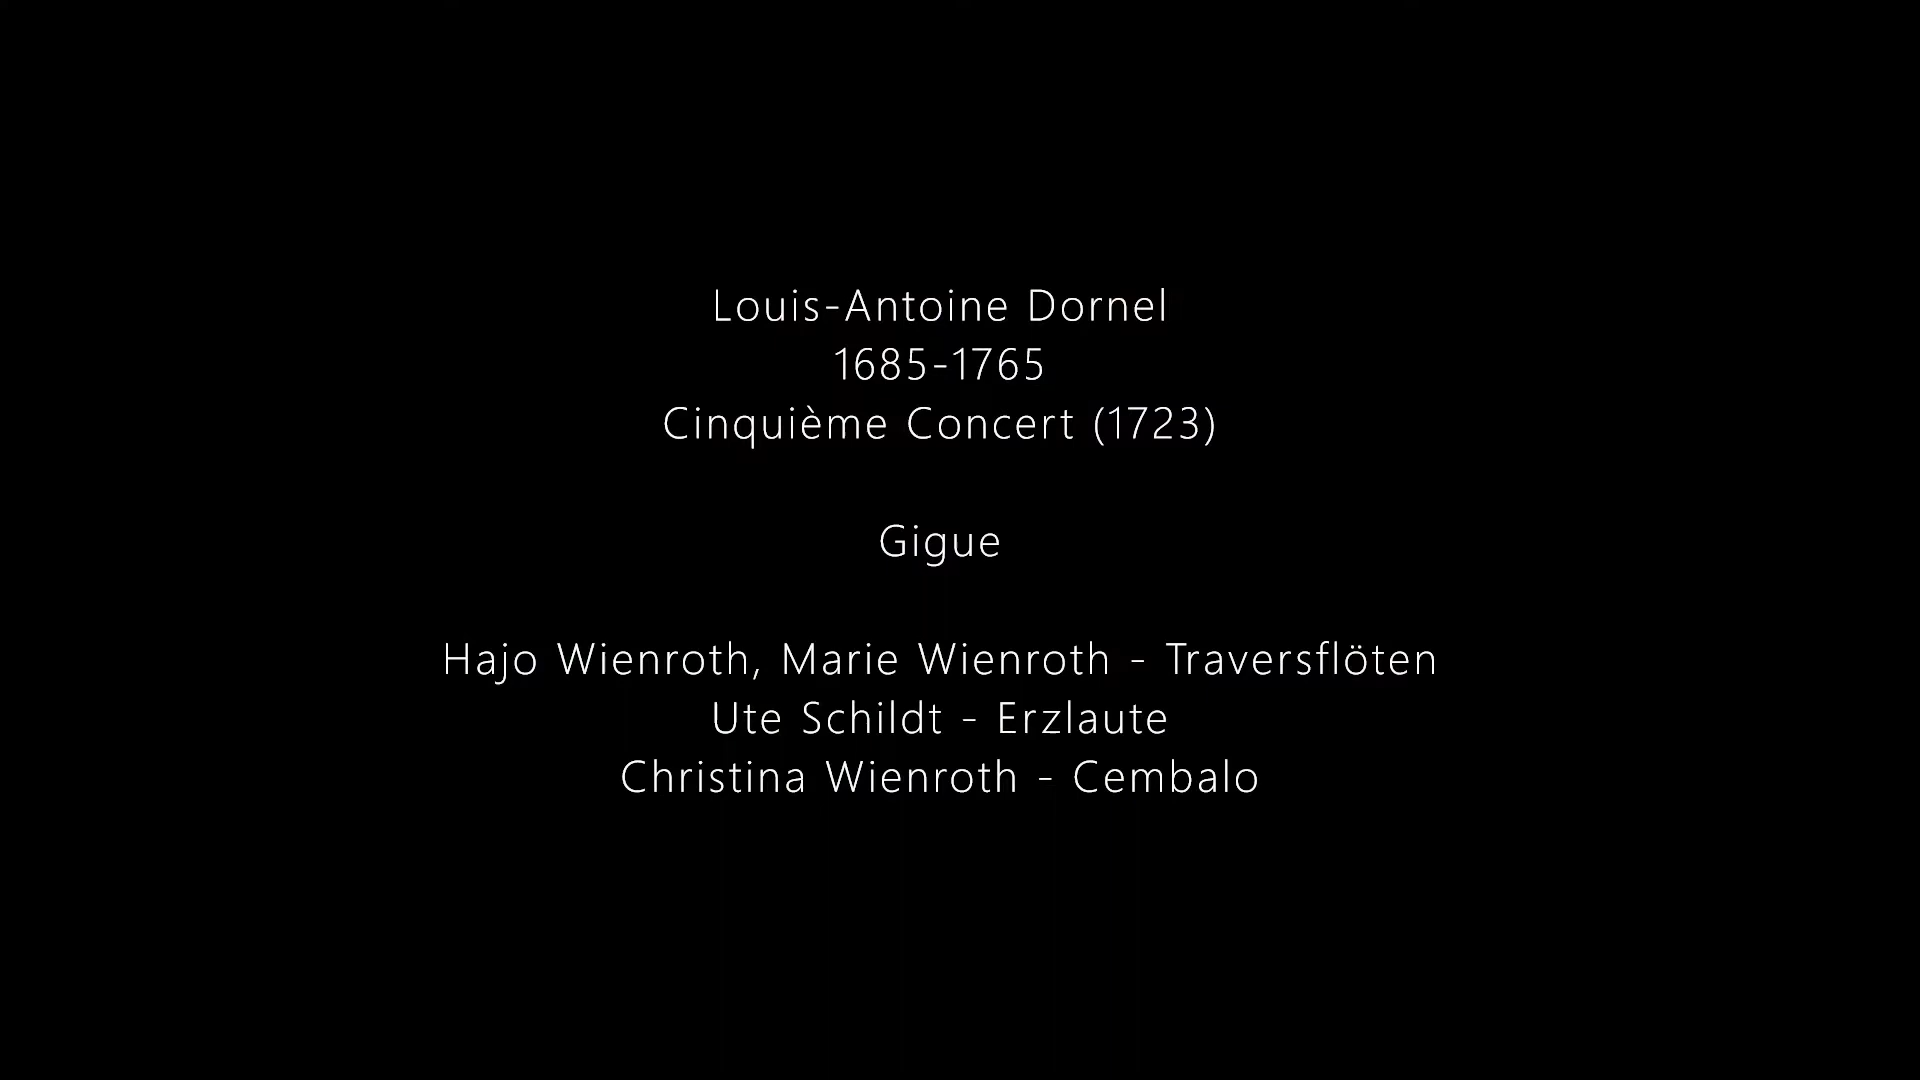 Louis-Antoine Dornel
1685-1765
Cinquième Concert (1723)
Gigue
Hajo Wienroth, Marie Wienroth - Traversflöten
Ute Schildt - Erzlaute
Christina Wienroth - Cembalo